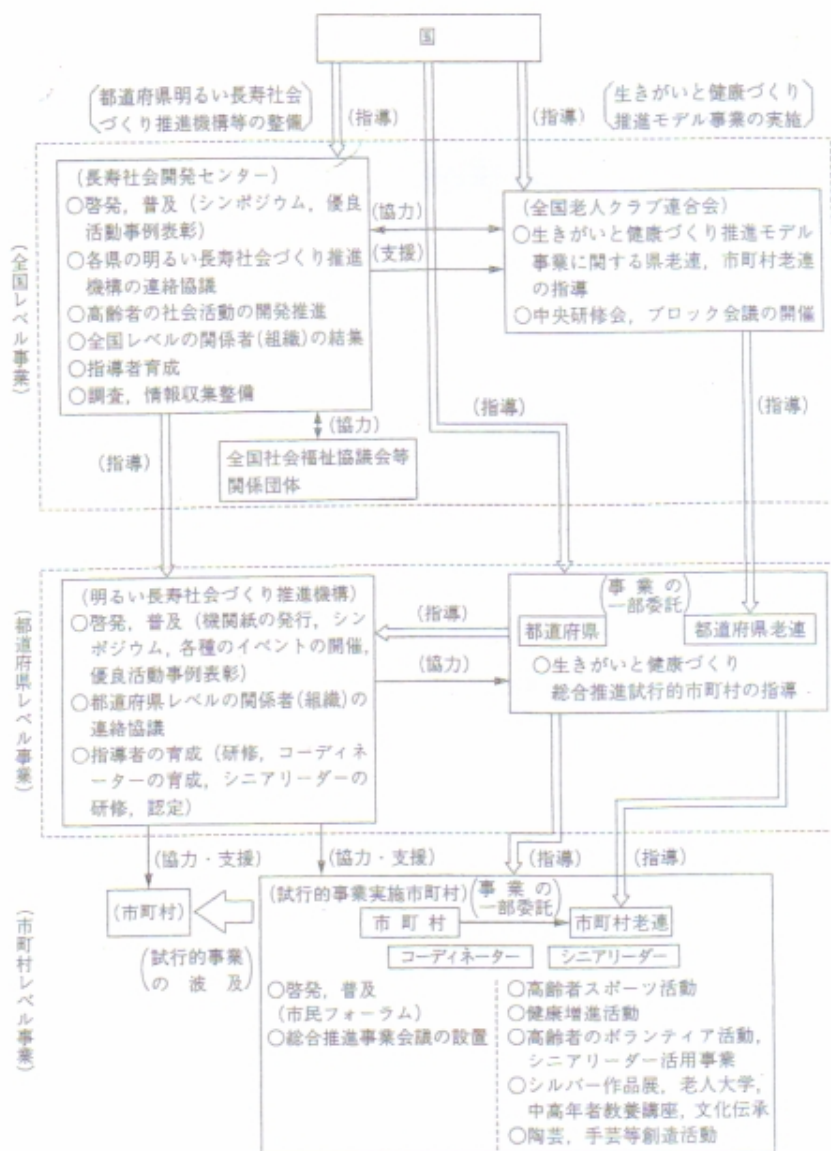 国
都道府県明るい長寿社会
づくり推進機構等の整備
(指導)
(指導)
生きがいと健康づくり
推進モデル事業の実施
(全国レベル事業)
(長寿社会開発センター)
○啓発，普及(シンポジウム，優良
活動事例表彰)
○各県の明るい長寿社会づくり推進
機構の連絡協議
○高齢者の社会活動の開発推進
○全国レベルの関係者(組織)の結集
○指導者育成
○調査，情報収集整備
(協力)
(支援)
(全国老人クラブ連合会)
○生きがいと健康づくり推進モデル
事業に関する県老連，市町村老連
の指導
○中央研修会，ブロック会議の開催
(指導)
(協力)
全国社会福祉協議会等
関係団体
(指導)
(指導)
(都道府県レベル事業)
(明るい長寿社会づくり推進機構)
○啓発，普及(機関紙の発行，シン
ポジウム，各種のイベントの開催，
優良活動事例表彰)
○都道府県レベルの関係者(組織)の
連絡協議
○指導者の育成(研修，コーディネ
ーターの育成，シニアリーダーの
研修，認定)
(指導)
(協力)
事業の
一部委託
都道府県
都道府県老連
○生きがいと健康づくり
総合推進試行的市町村の指導
(協力・支援)
(協力・支援)
(指導)
(指導)
(市町村レベル事業)
(市町村)
(試行的事業
の波及)
(試行的事業実施市町村)
事業の
一部委託
市町村
市町村老連
コーディネーター
シニアリーダー
○啓発，普及
(市民フォーラム)
○総合推進事業会議の設置
○高齢者スポーツ活動
○健康増進活動
○高齢者のボランティア活動，
シニアリーダー活用事業
○シルバー作品展，老人大学，
中高年者教養講座，文化伝承
○陶芸，手芸等創造活動